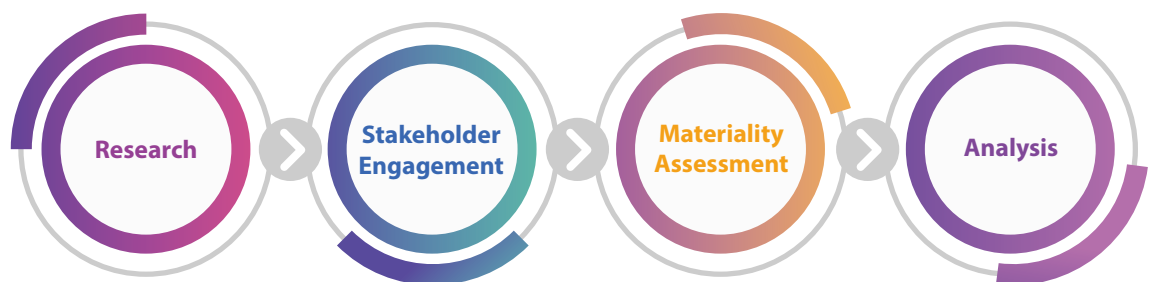 Research
Stakeholder
Engagement
Materiality
Assessment
Analysis